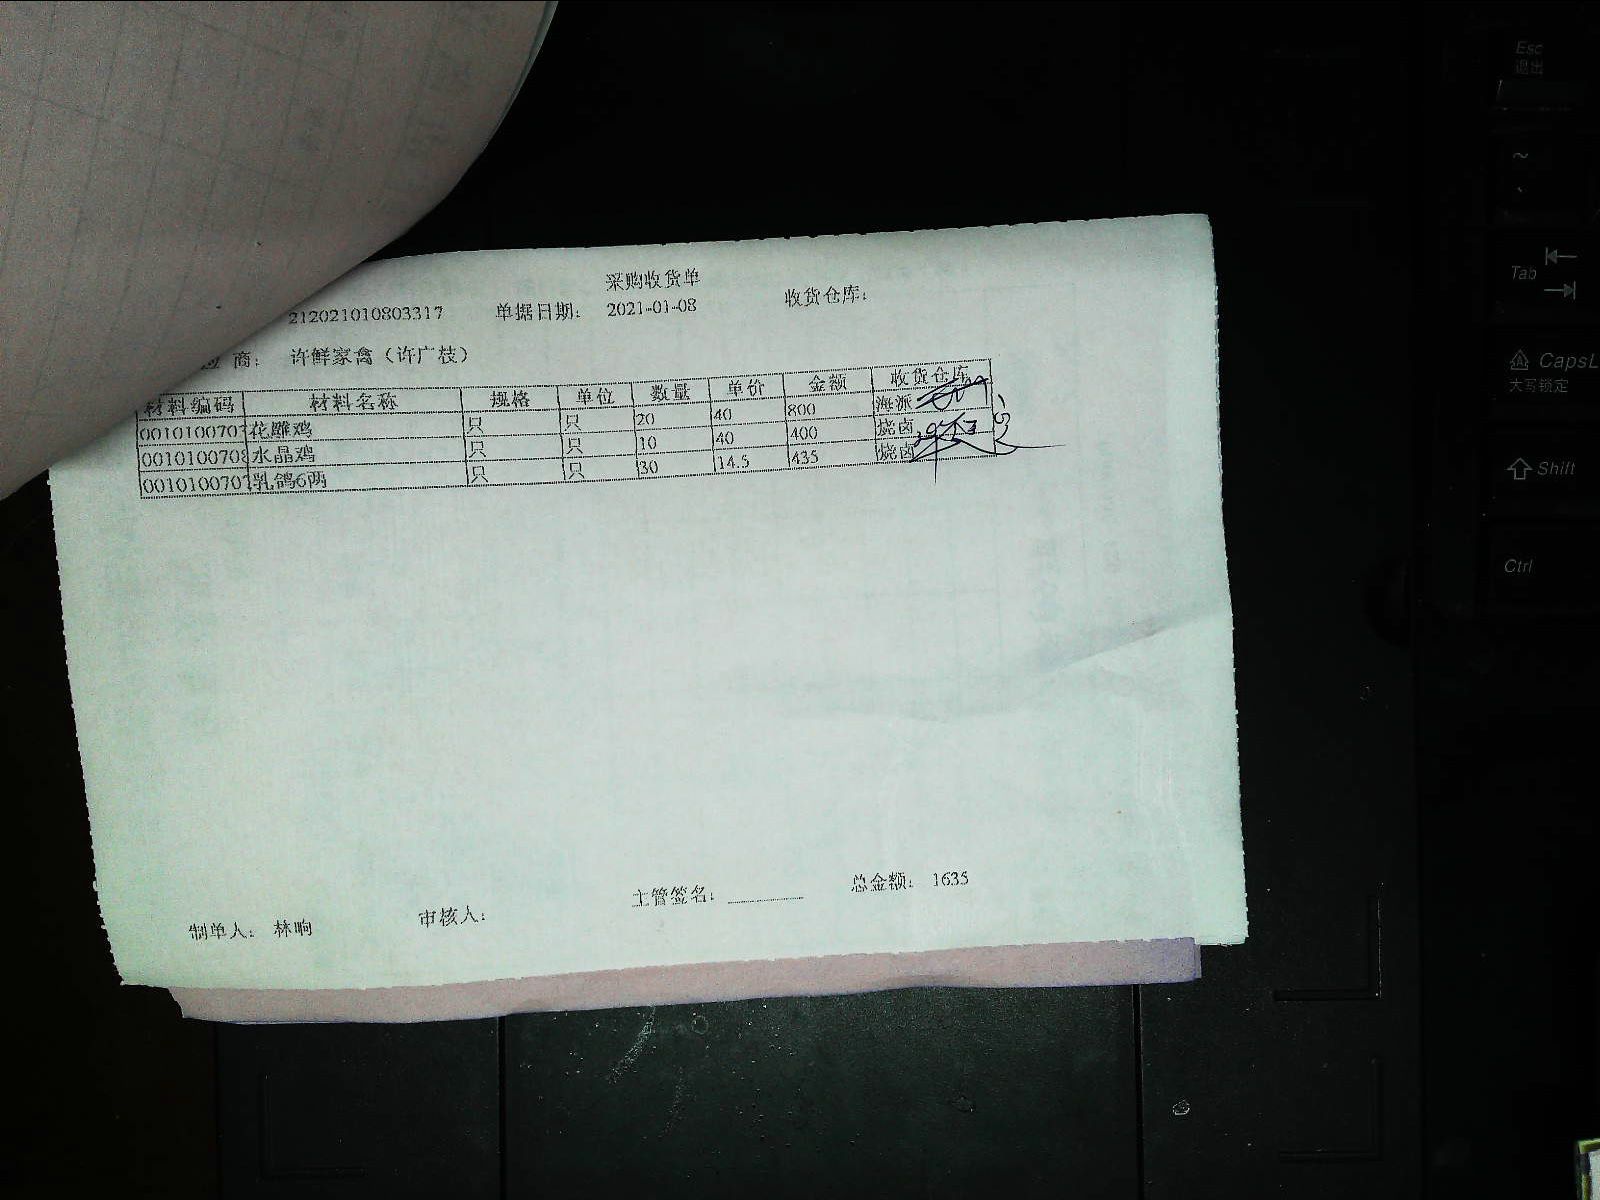 采购收货单
212021010803317 单据日期: 2021-01-08 收货仓库:
商: 许鲜家禽(许广枝)
材料编码 材料名称 规格 单位 数量 单价 金额 收货仓库
0010100703 花雕鸡 只 只 20 40 800 海派
0010100708 水晶鸡 只 只 10 40 400 烧卤
0010100707 乳鸽6两 只 只 30 14.5 435 烧卤
主管签名: 总金额: 1635
制单人: 林响 审核人:
Esc
退出
~
Tab
CapsL
大写锁定
Shift
Ctrl